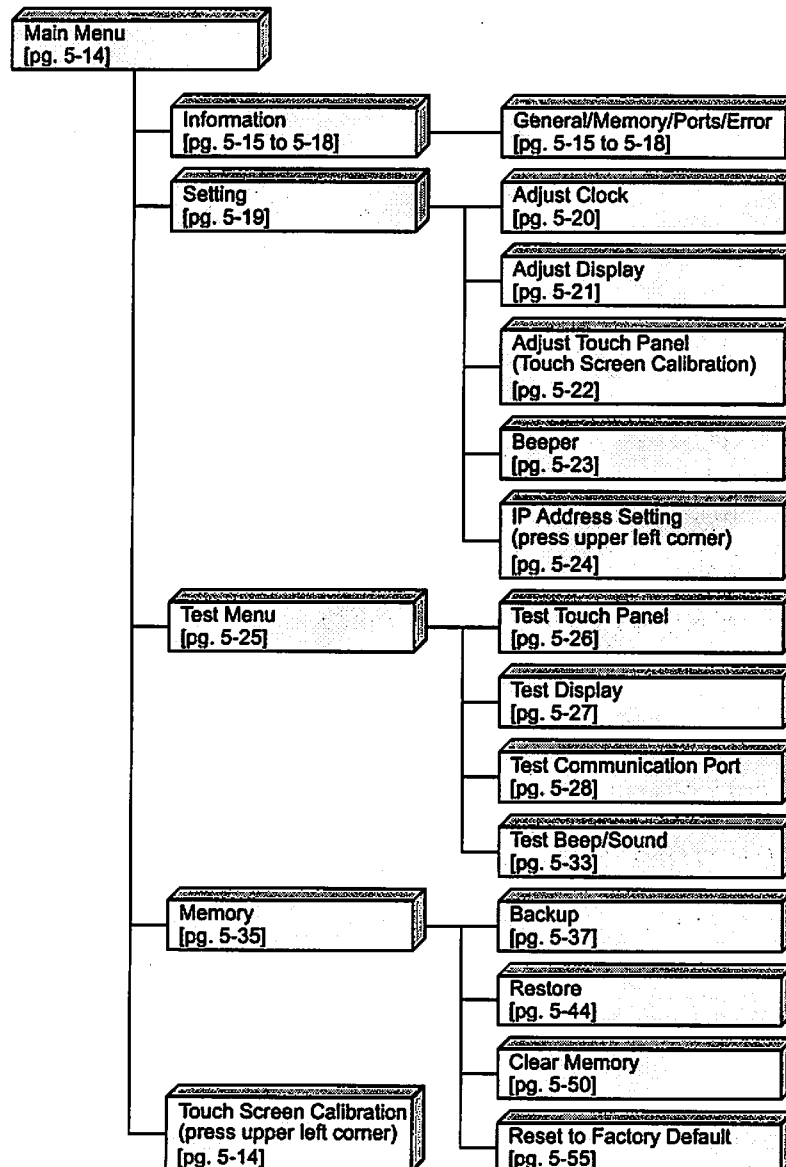 Main Menu
[pg. 5-14]
Information
[pg. 5-15 to 5-18]
General/Memory/Ports/Error
[pg. 5-15 to 5-18]
Setting
[pg. 5-19]
Adjust Clock
[pg. 5-20]
Adjust Display
[pg. 5-21]
Adjust Touch Panel
(Touch Screen Calibration)
[pg. 5-22]
Beeper
[pg. 5-23]
IP Address Setting
(press upper left corner)
[pg. 5-24]
Test Menu
[pg. 5-25]
Test Touch Panel
[pg. 5-26]
Test Display
[pg. 5-27]
Test Communication Port
[pg. 5-28]
Test Beep/Sound
[pg. 5-33]
Memory
[pg. 5-35]
Backup
[pg. 5-37]
Restore
[pg. 5-44]
Clear Memory
[pg. 5-50]
Reset to Factory Default
[pg. 5-55]
Touch Screen Calibration
(press upper left corner)
[pg. 5-14]